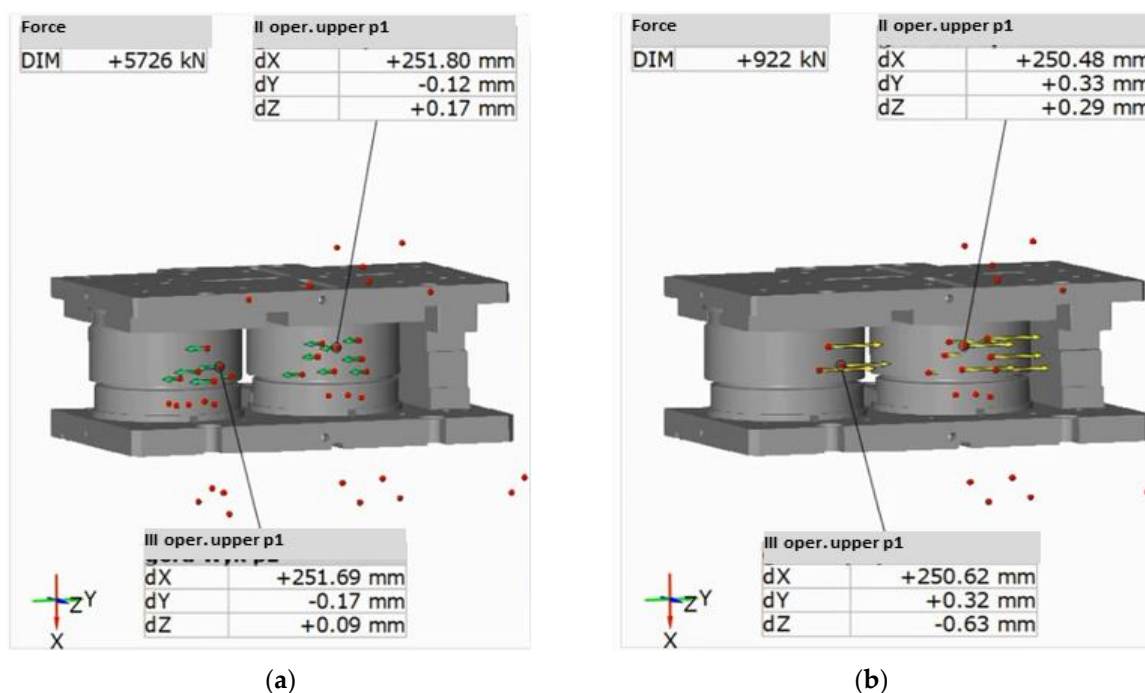 Force
DIM +5726 kN
II oper.upper p1
dX +251.80 mm
dY -0.12 mm
dZ +0.17 mm
III oper.upper p1
dX +251.69 mm
dY -0.17 mm
dZ +0.09 mm
Z Y
X
(a)
Force
DIM +922 kN
II oper.upper p1
dX +250.48 mm
dY +0.33 mm
dZ +0.29 mm
III oper.upper p1
dX +250.62 mm
dY +0.32 mm
dZ -0.63 mm
Z Y
X
(b)